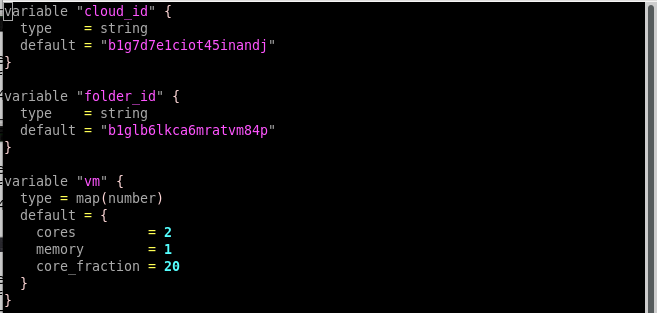 variable "cloud_id" {
  type    = string
  default = "b1g7d7e1ciot45inandj"
}

variable "folder_id" {
  type    = string
  default = "b1glb6lkca6mratvm84p"
}

variable "vm" {
  type = map(number)
  default = {
    cores         = 2
    memory        = 1
    core_fraction = 20
  }
}